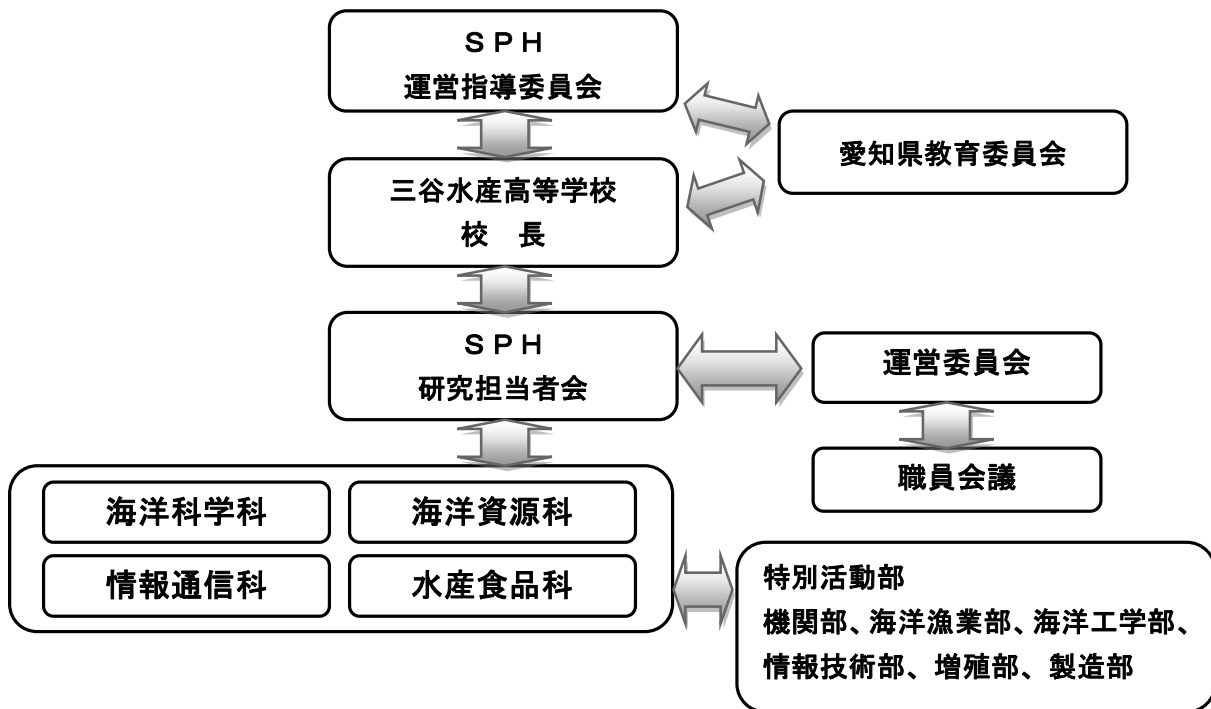 ＳＰＨ
運営指導委員会
愛知県教育委員会
三谷水産高等学校
校　長
ＳＰＨ
研究担当者会
運営委員会
職員会議
海洋科学科
海洋資源科
情報通信科
水産食品科
特別活動部
機関部、海洋漁業部、海洋工学部、
情報技術部、増殖部、製造部